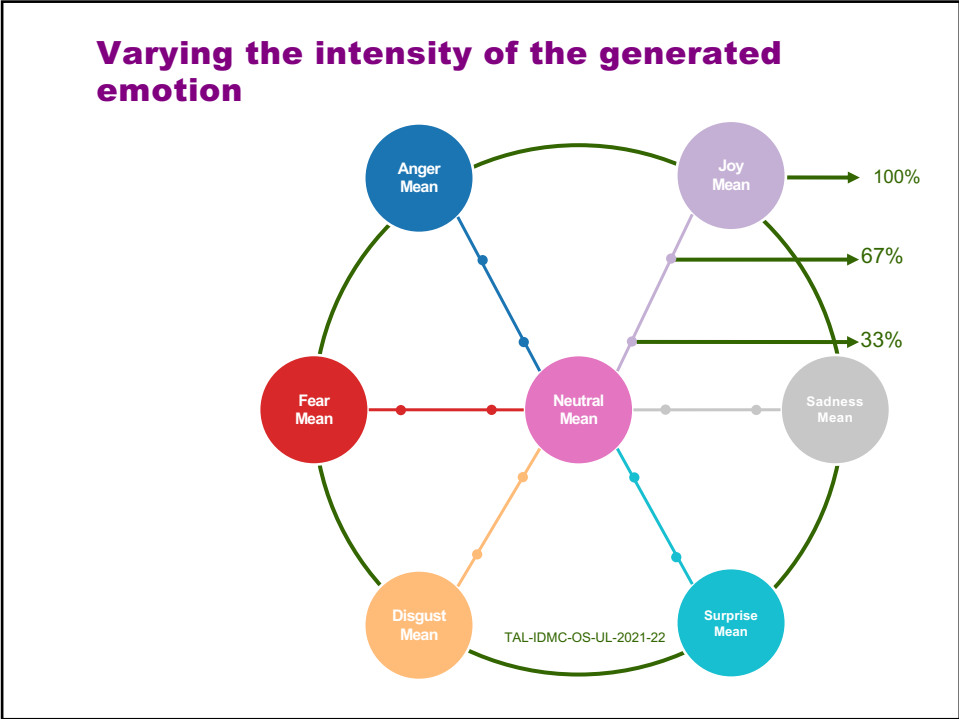 Varying the intensity of the generated
emotion
Anger
Mean
Joy
Mean
100%
67%
33%
Fear
Mean
Neutral
Mean
Sadness
Mean
Disgust
Mean
TAL-IDMC-OS-UL-2021-22
Surprise
Mean